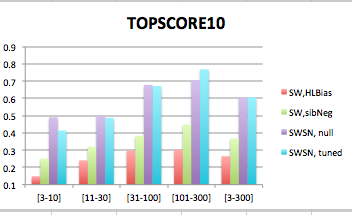 TOPSCORE10
0.9
0.8
0.7
0.6
0.5
0.4
0.3
0.2
0.1
[3-10] [11-30] [31-100] [101-300] [3-300]
SW,HLBias
SW,sibNeg
SWSN, null
SWSN, tuned